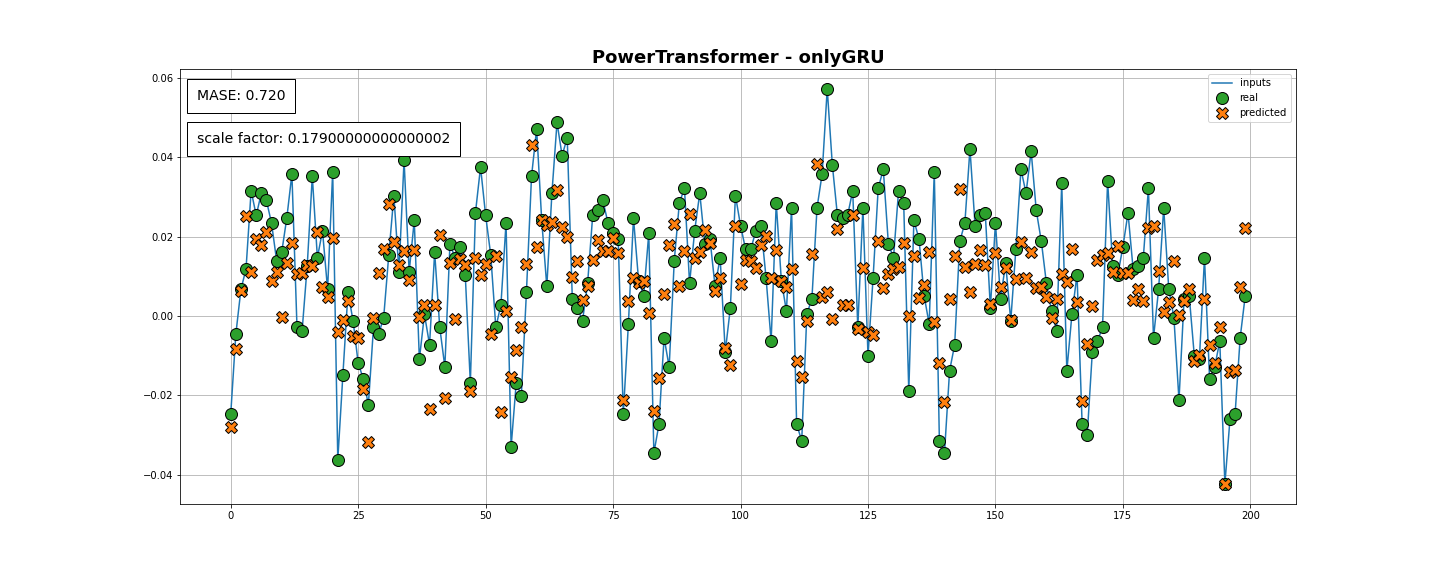 PowerTransformer - onlyGRU
MASE: 0.720
scale factor: 0.17900000000000002
inputs
real
predicted
0.06
0.04
0.02
0.00
−0.02
−0.04
0 25 50 75 100 125 150 175 200